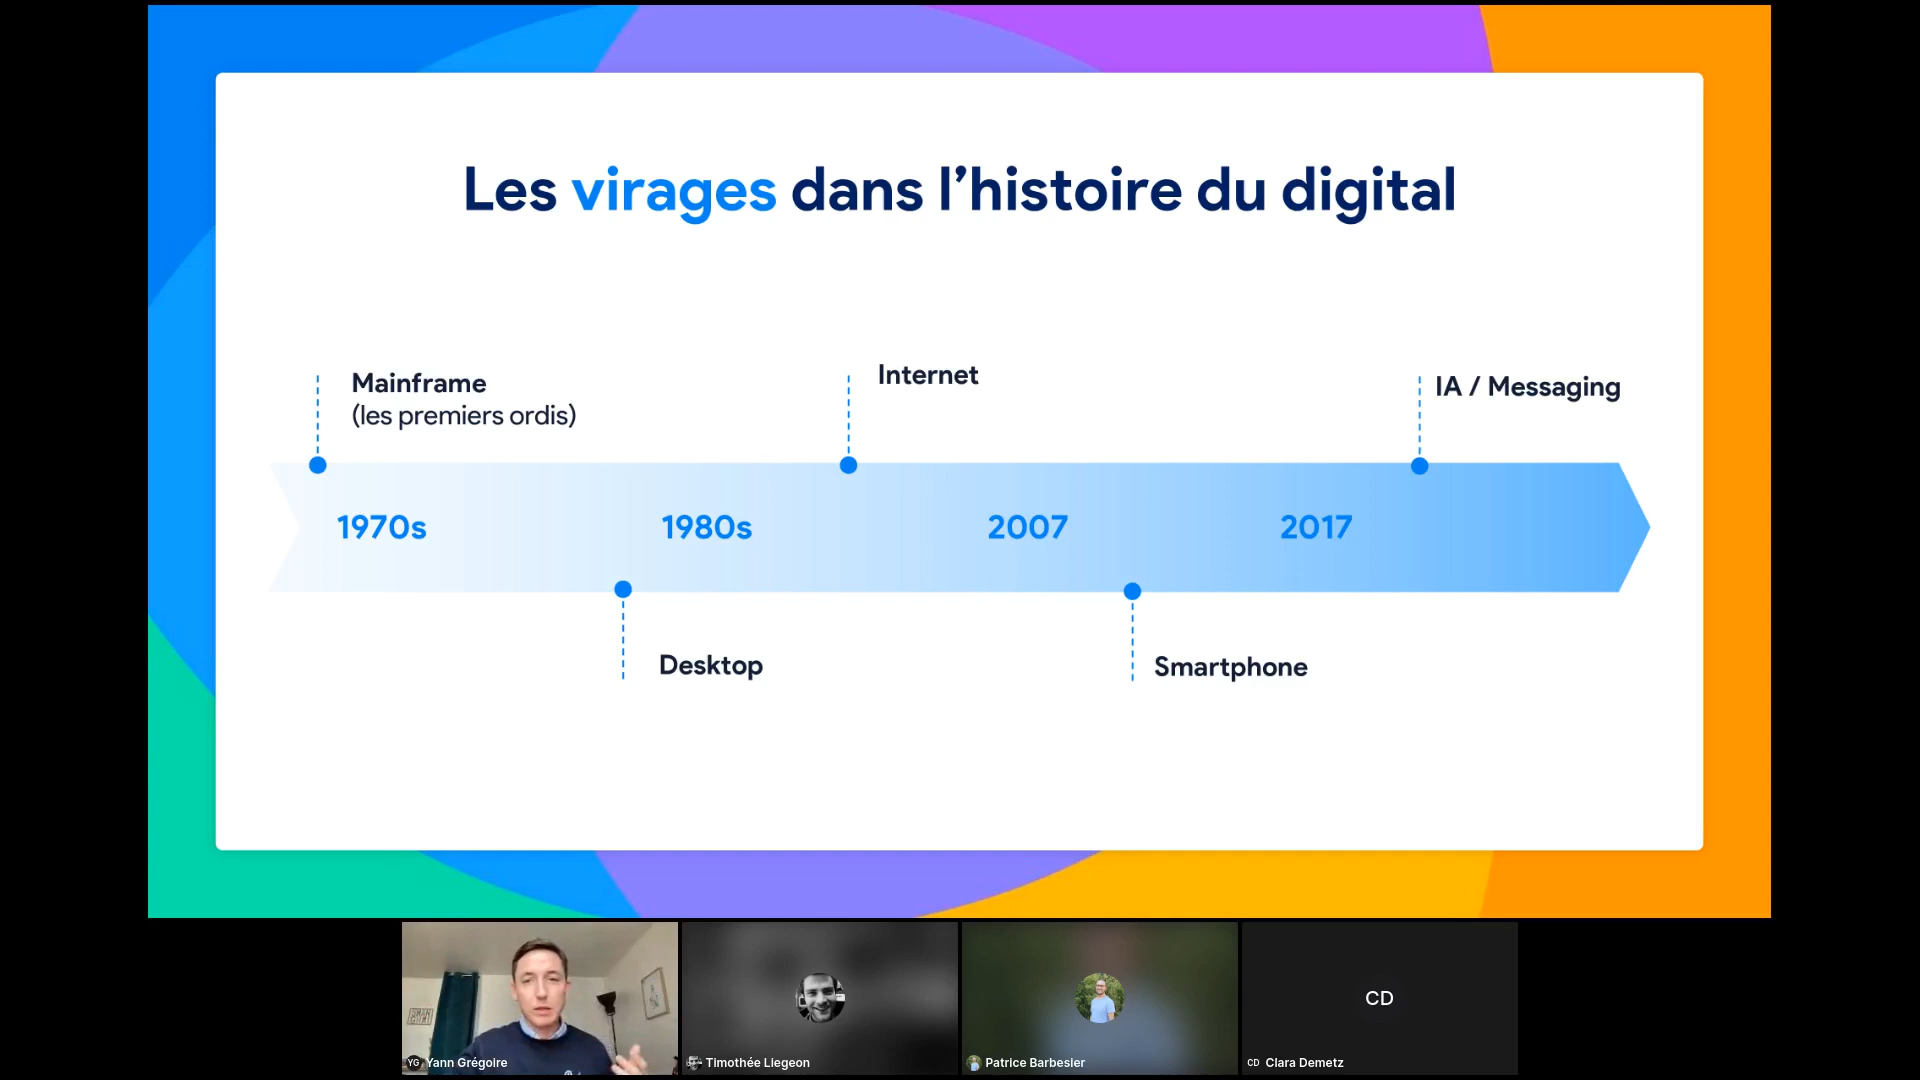 Les virages dans l’histoire du digital
Mainframe
(les premiers ordis)
Internet
IA / Messaging
1970s
1980s
2007
2017
Desktop
Smartphone
YG Yann Grégoire
Timothée Liegeon
Patrice Barbesier
CD
CD Clara Demetz